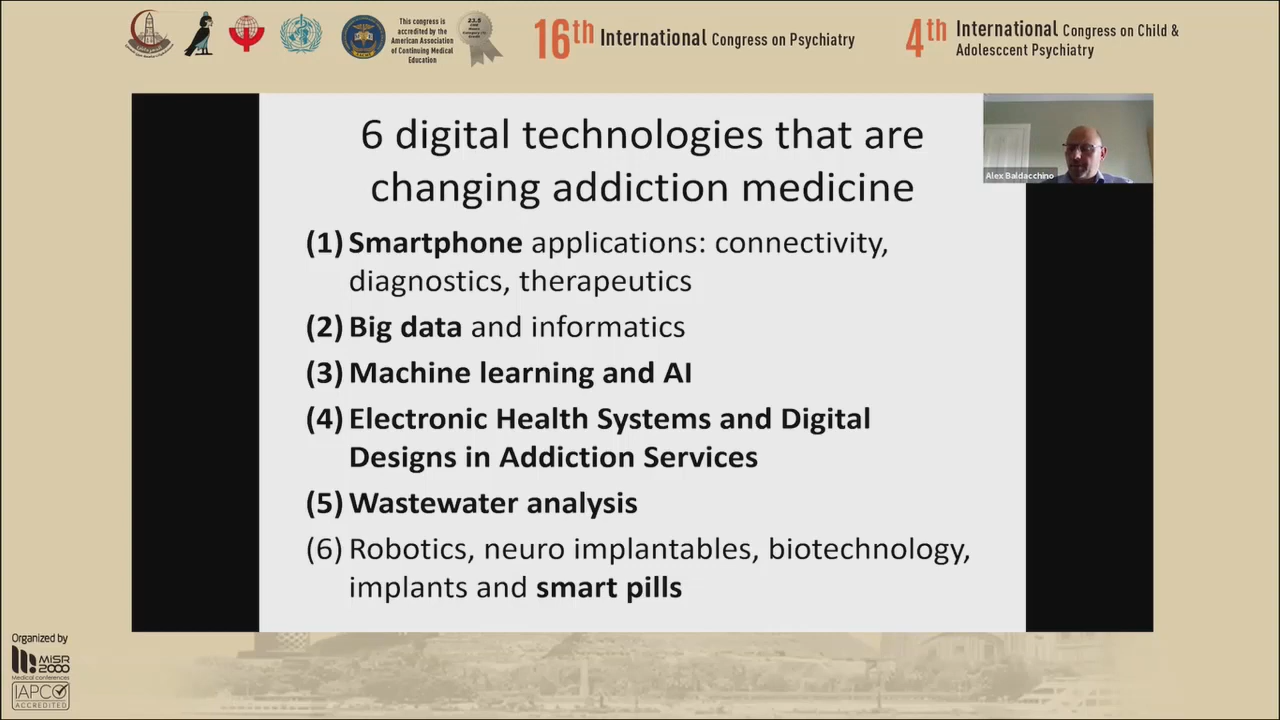 This congress is
accredited by the
American Association
of Continuing Medical
Education
23.5
16th International Congress on Psychiatry
4th International Congress on Child &
Adolesccent Psychiatry
6 digital technologies that are
changing addiction medicine
Alex Baldacchino
(1) Smartphone applications: connectivity,
diagnostics, therapeutics
(2) Big data and informatics
(3) Machine learning and AI
(4) Electronic Health Systems and Digital
Designs in Addiction Services
(5) Wastewater analysis
(6) Robotics, neuro implantables, biotechnology,
implants and smart pills
Organized by
MISR
2000
Medical conferences
IAPCO
ACCREDITED